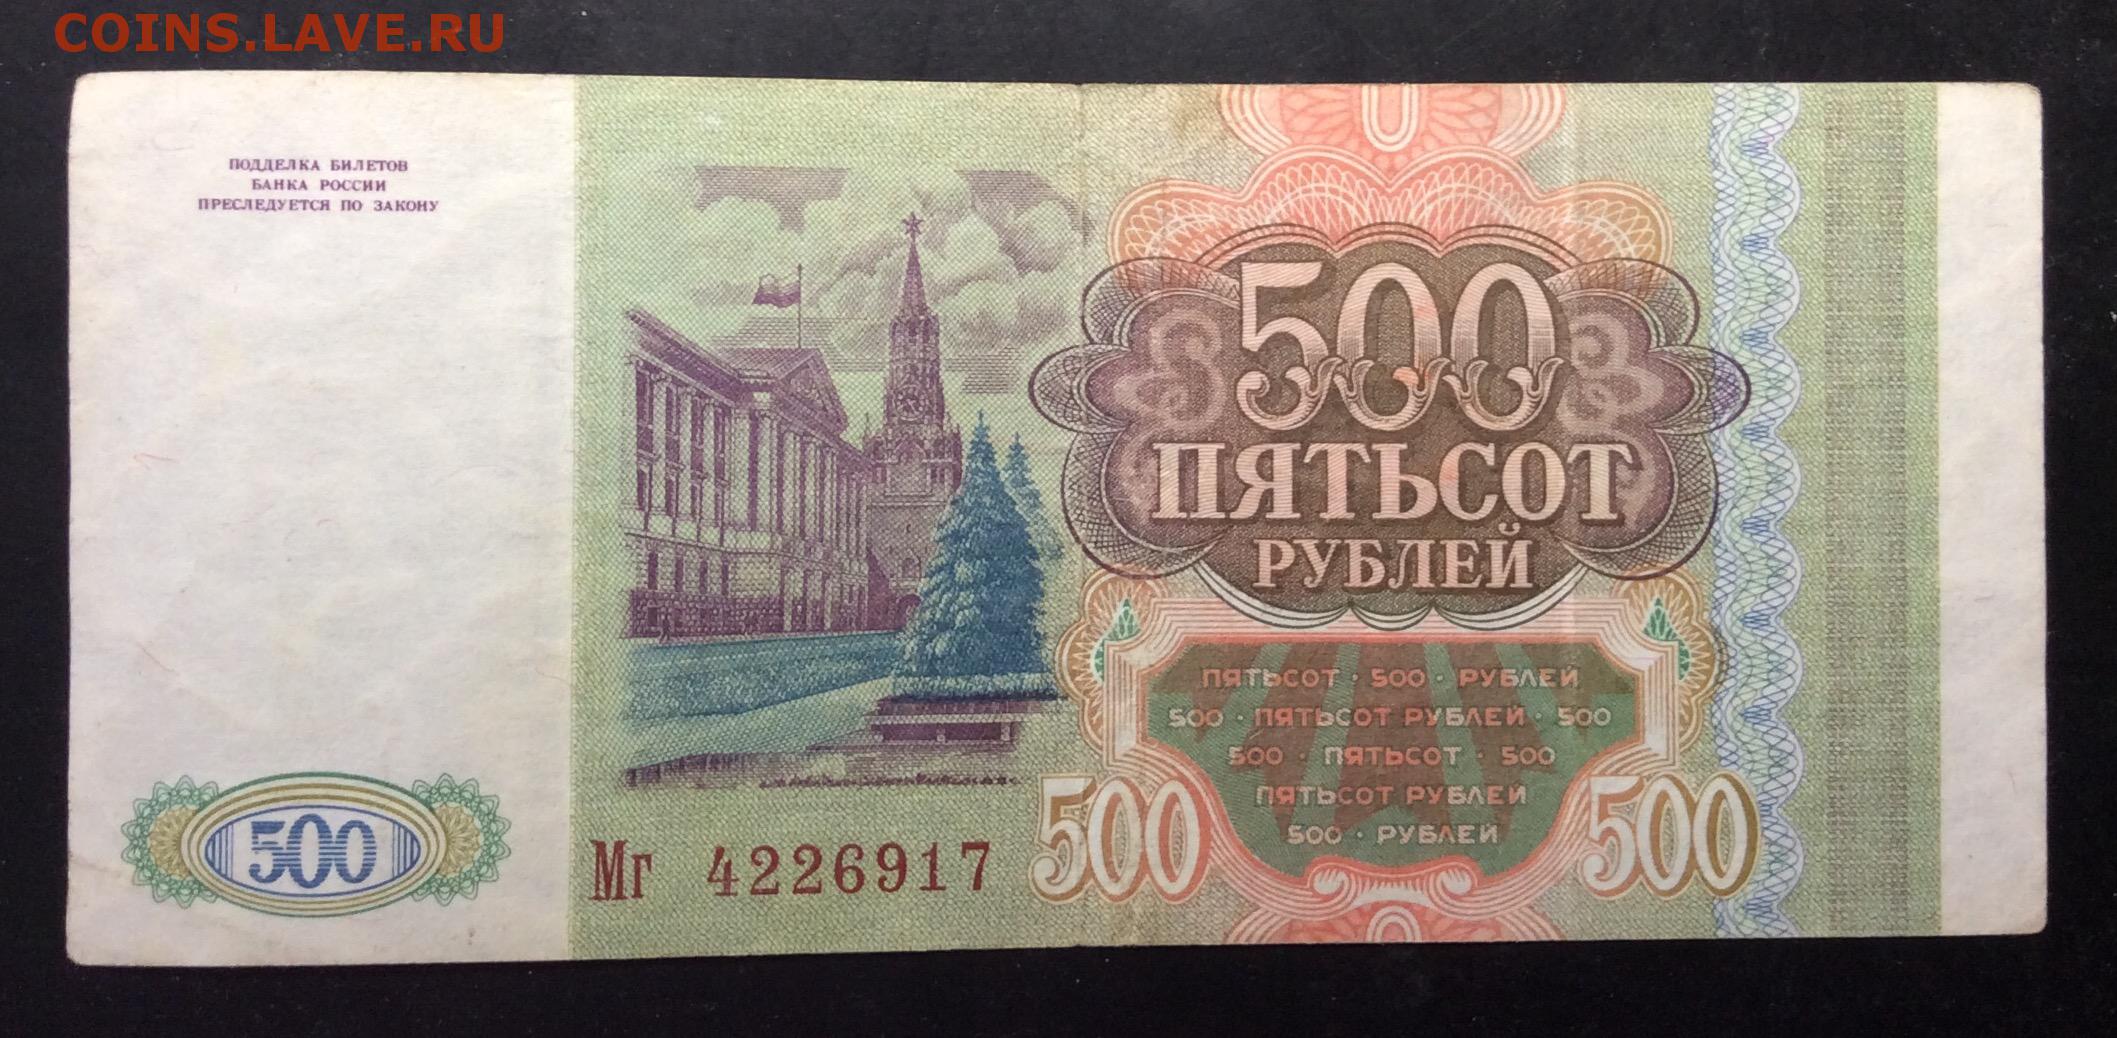 COINS.LAVE.RU
ПОДДЕЛКА БИЛЕТОВ
БАНКА РОССИИ
ПРЕСЛЕДУЕТСЯ ПО ЗАКОНУ
500
ПЯТЬСОТ
РУБЛЕЙ
ПЯТЬСОТ · 500 · РУБЛЕЙ
500 · ПЯТЬСОТ РУБЛЕЙ · 500
500 · ПЯТЬСОТ · 500
ПЯТЬСОТ РУБЛЕЙ
500 · РУБЛЕЙ
500
Мг 4226917
500
500